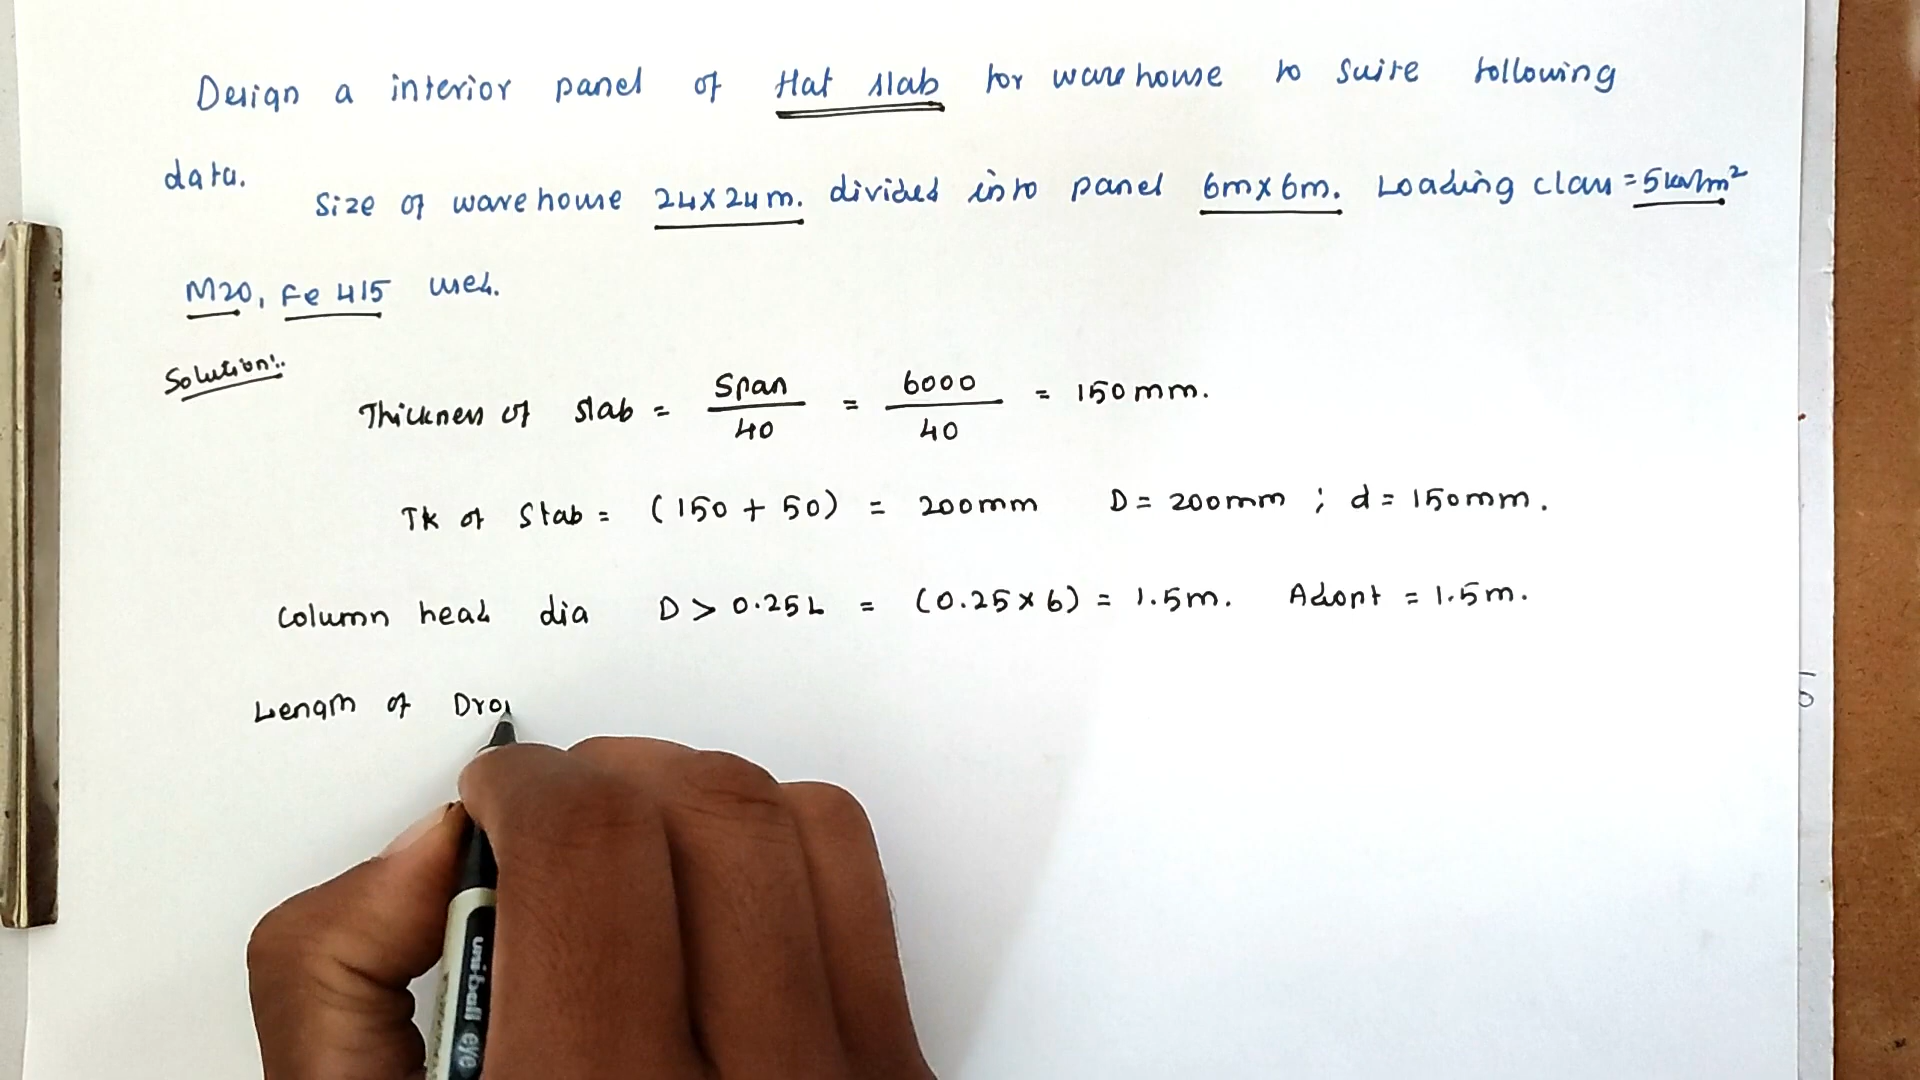 Design a interior panel of flat slab for ware house to suite following
data.
Size of ware house 24x24m. divided into panel 6mx6m. Loading class = 5kN/m²
M20, Fe 415 used.
Solution:-
Thickness of slab = Span/40 = 6000/40 = 150mm.
Tk of Slab = (150 + 50) = 200mm D = 200mm ; d = 150mm.
Column head dia D > 0.25L = (0.25 x 6) = 1.5m. Adopt = 1.5m.
Length of Drop
uni-ball eye